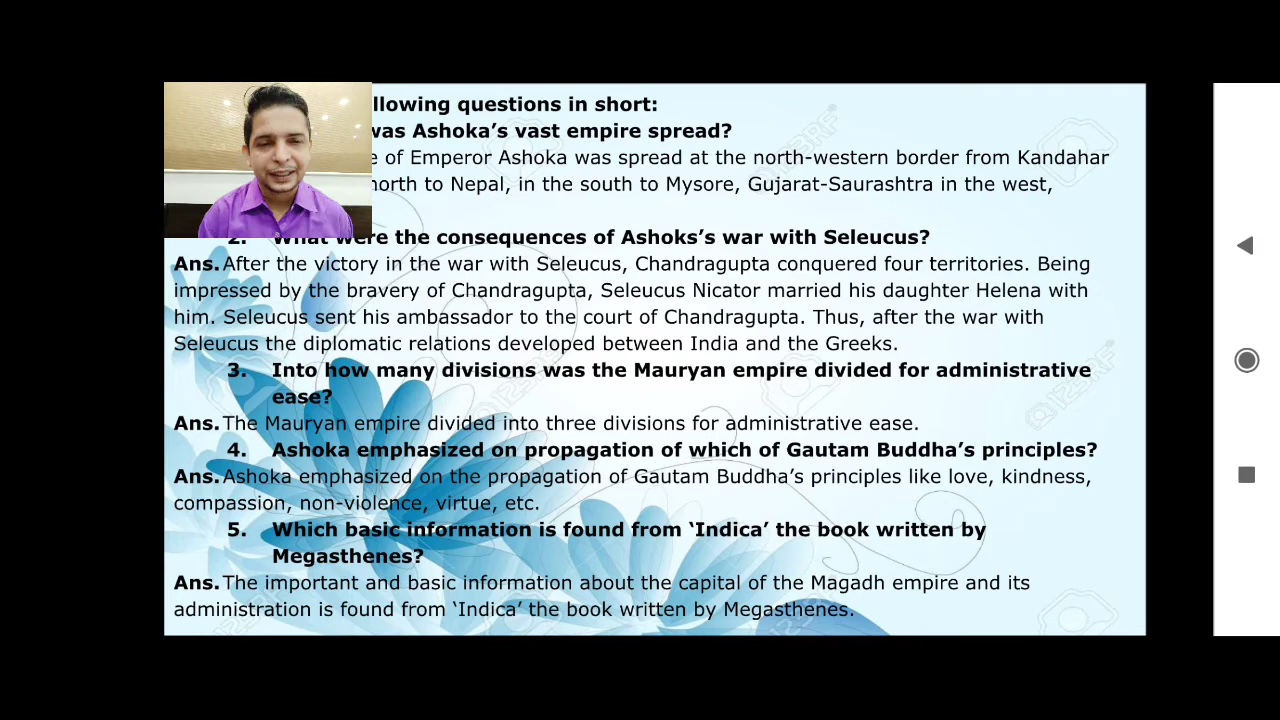 llowing questions in short:
was Ashoka's vast empire spread?
e of Emperor Ashoka was spread at the north-western border from Kandahar
north to Nepal, in the south to Mysore, Gujarat-Saurashtra in the west,
2. What were the consequences of Ashoks's war with Seleucus?
Ans. After the victory in the war with Seleucus, Chandragupta conquered four territories. Being
impressed by the bravery of Chandragupta, Seleucus Nicator married his daughter Helena with
him. Seleucus sent his ambassador to the court of Chandragupta. Thus, after the war with
Seleucus the diplomatic relations developed between India and the Greeks.
3. Into how many divisions was the Mauryan empire divided for administrative
ease?
Ans. The Mauryan empire divided into three divisions for administrative ease.
4. Ashoka emphasized on propagation of which of Gautam Buddha's principles?
Ans. Ashoka emphasized on the propagation of Gautam Buddha's principles like love, kindness,
compassion, non-violence, virtue, etc.
5. Which basic information is found from ‘Indica’ the book written by
Megasthenes?
Ans. The important and basic information about the capital of the Magadh empire and its
administration is found from ‘Indica’ the book written by Megasthenes.